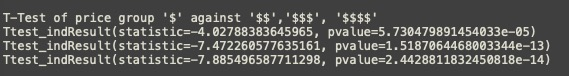 T-Test of price group '$' against '$$','$$$', '$$$$'
Ttest_indResult(statistic=-4.02788383645965, pvalue=5.730479891454033e-05)
Ttest_indResult(statistic=-7.472260577635161, pvalue=1.5187064468003344e-13)
Ttest_indResult(statistic=-7.885496587711298, pvalue=2.4428811832450818e-14)